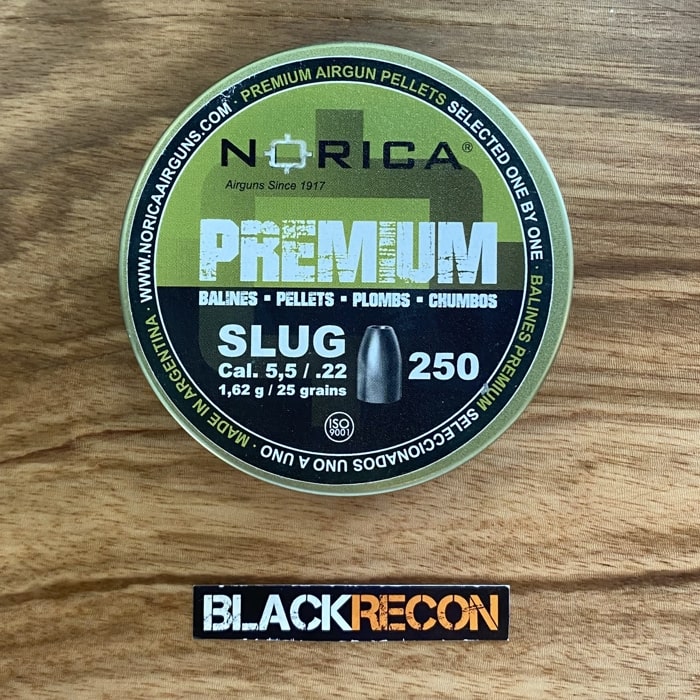 WWW.NORICAAIRGUNS.COM · PREMIUM AIRGUN PELLETS SELECTED ONE BY ONE · BALINES PREMIUM SELECCIONADOS UNO A UNO · MADE IN ARGENTINA ·
NORICA®
Airguns Since 1917
PREMIUM
BALINES ▪ PELLETS ▪ PLOMBS ▪ CHUMBOS
SLUG
Cal. 5,5 / .22
1,62 g / 25 grains
250
ISO
9001
BLACKRECON